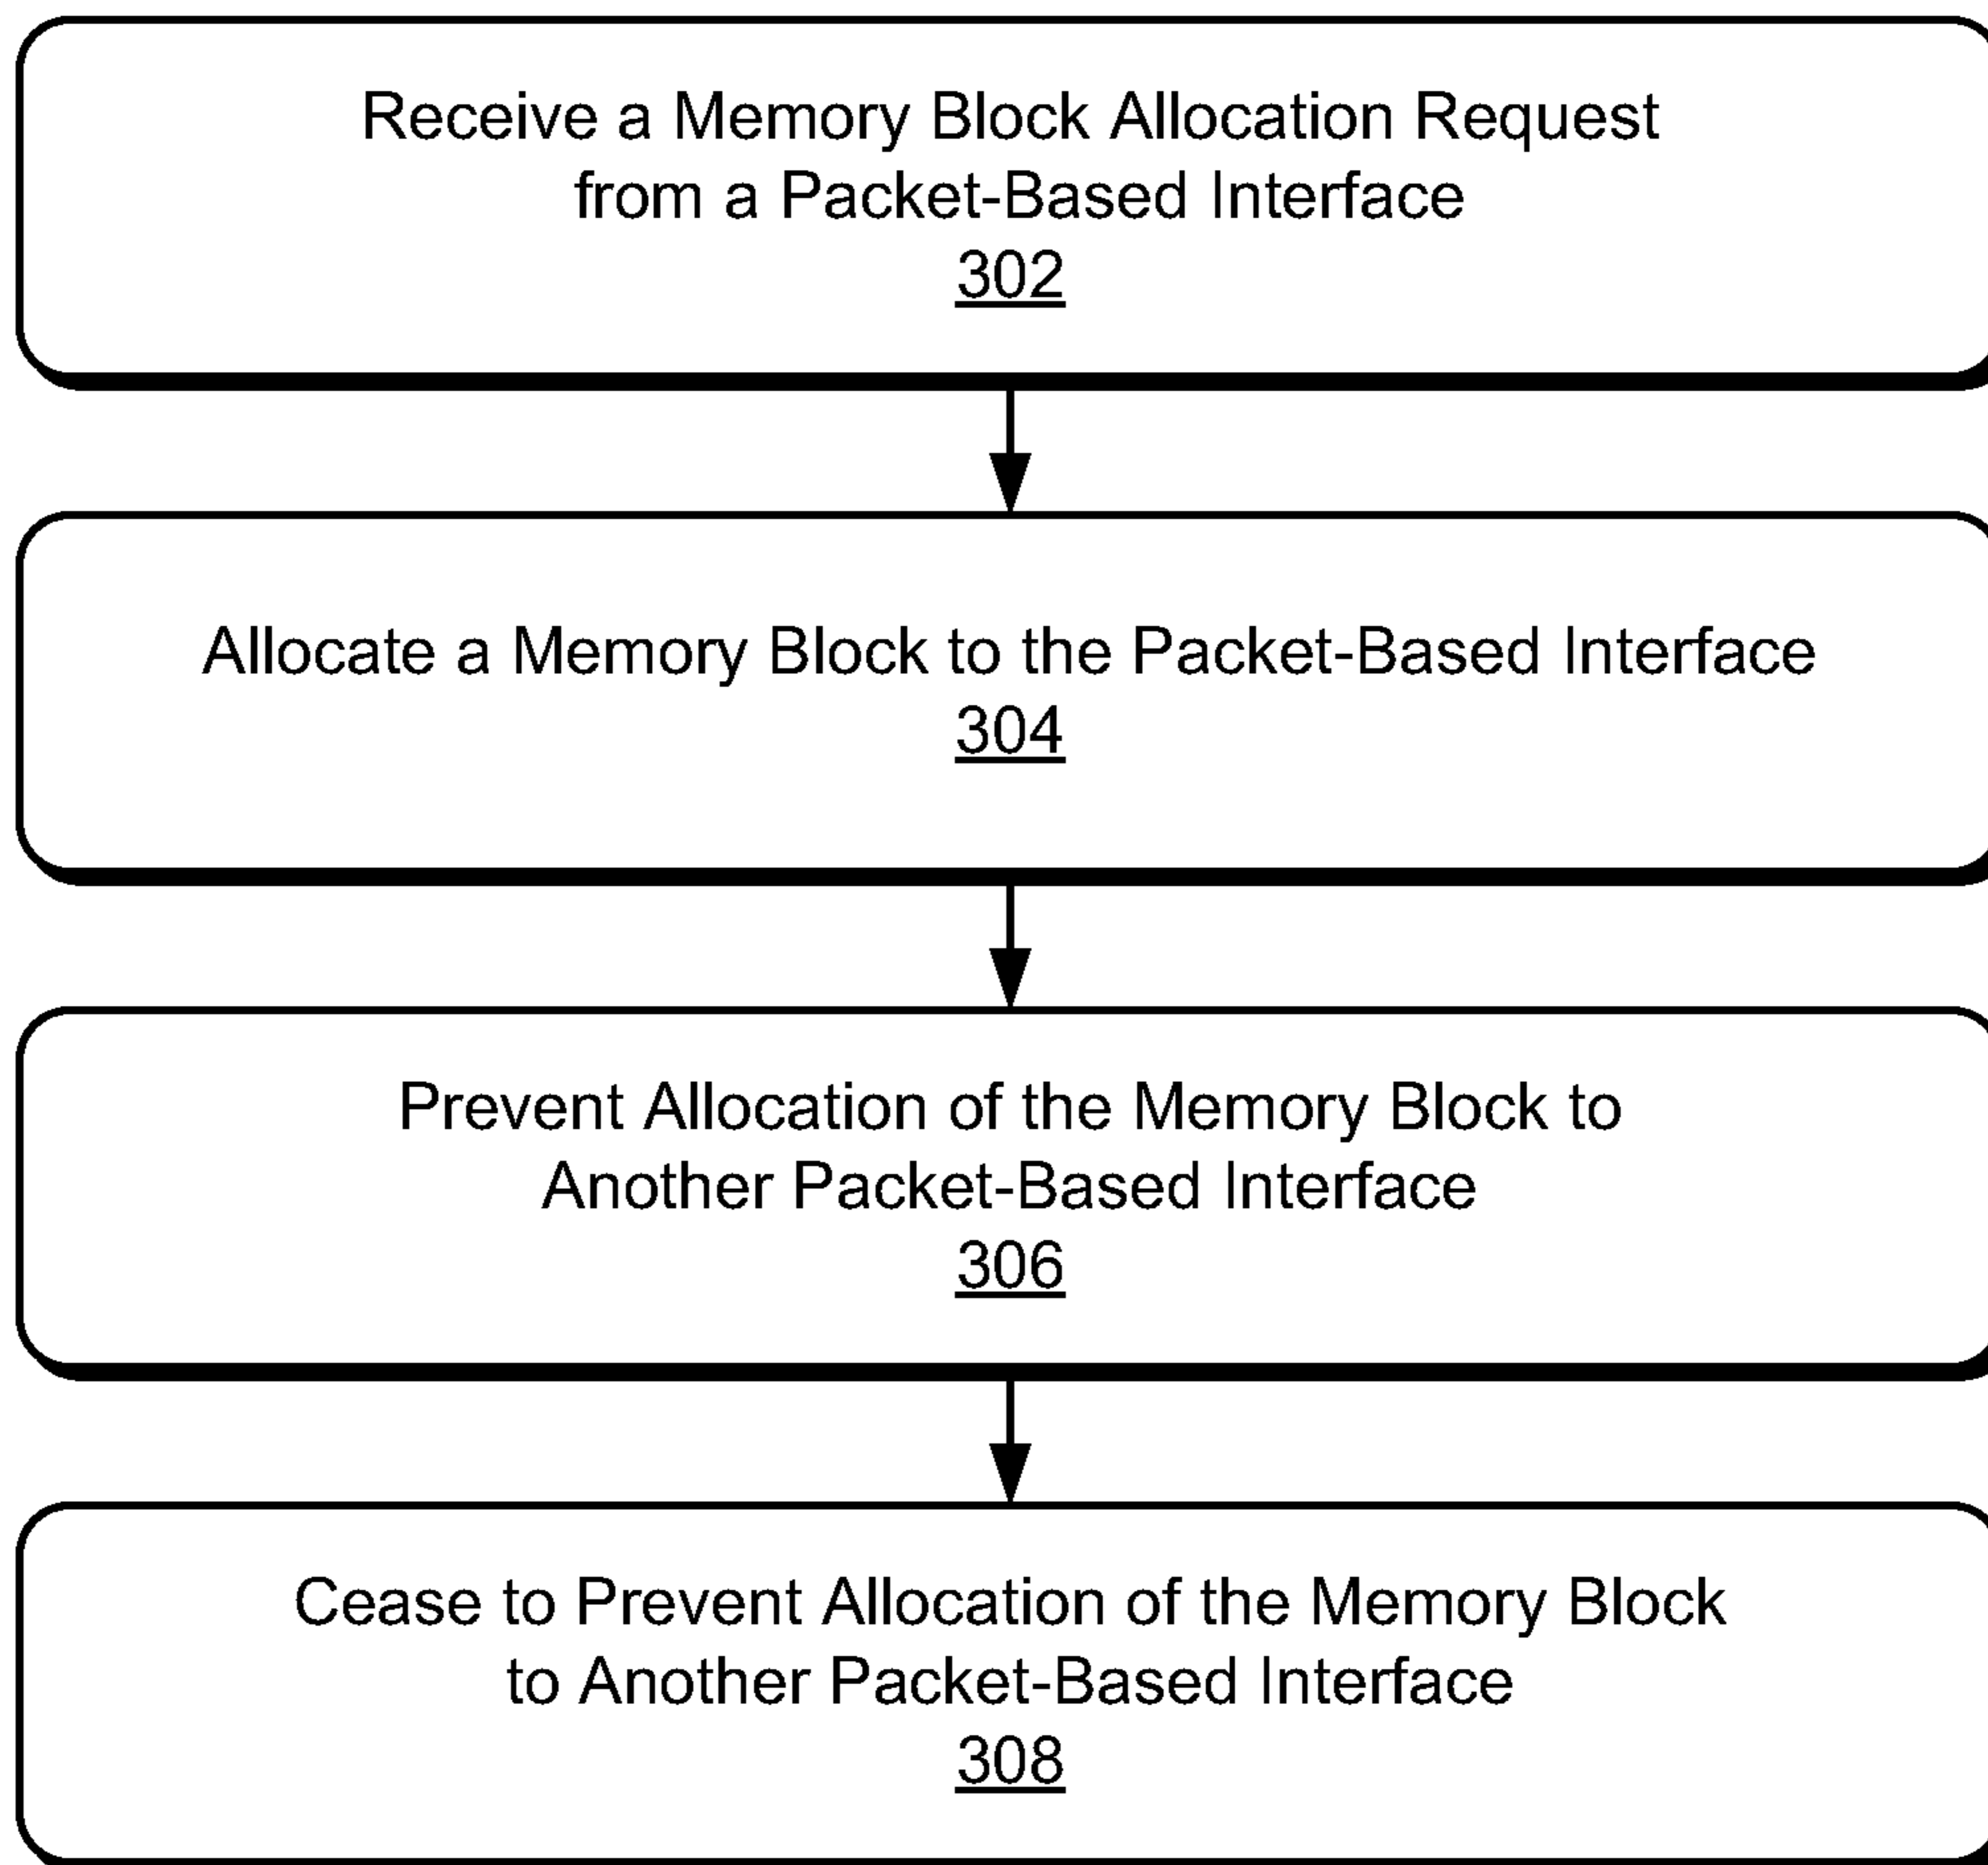 Receive a Memory Block Allocation Request
from a Packet-Based Interface
302
Allocate a Memory Block to the Packet-Based Interface
304
Prevent Allocation of the Memory Block to
Another Packet-Based Interface
306
Cease to Prevent Allocation of the Memory Block
to Another Packet-Based Interface
308